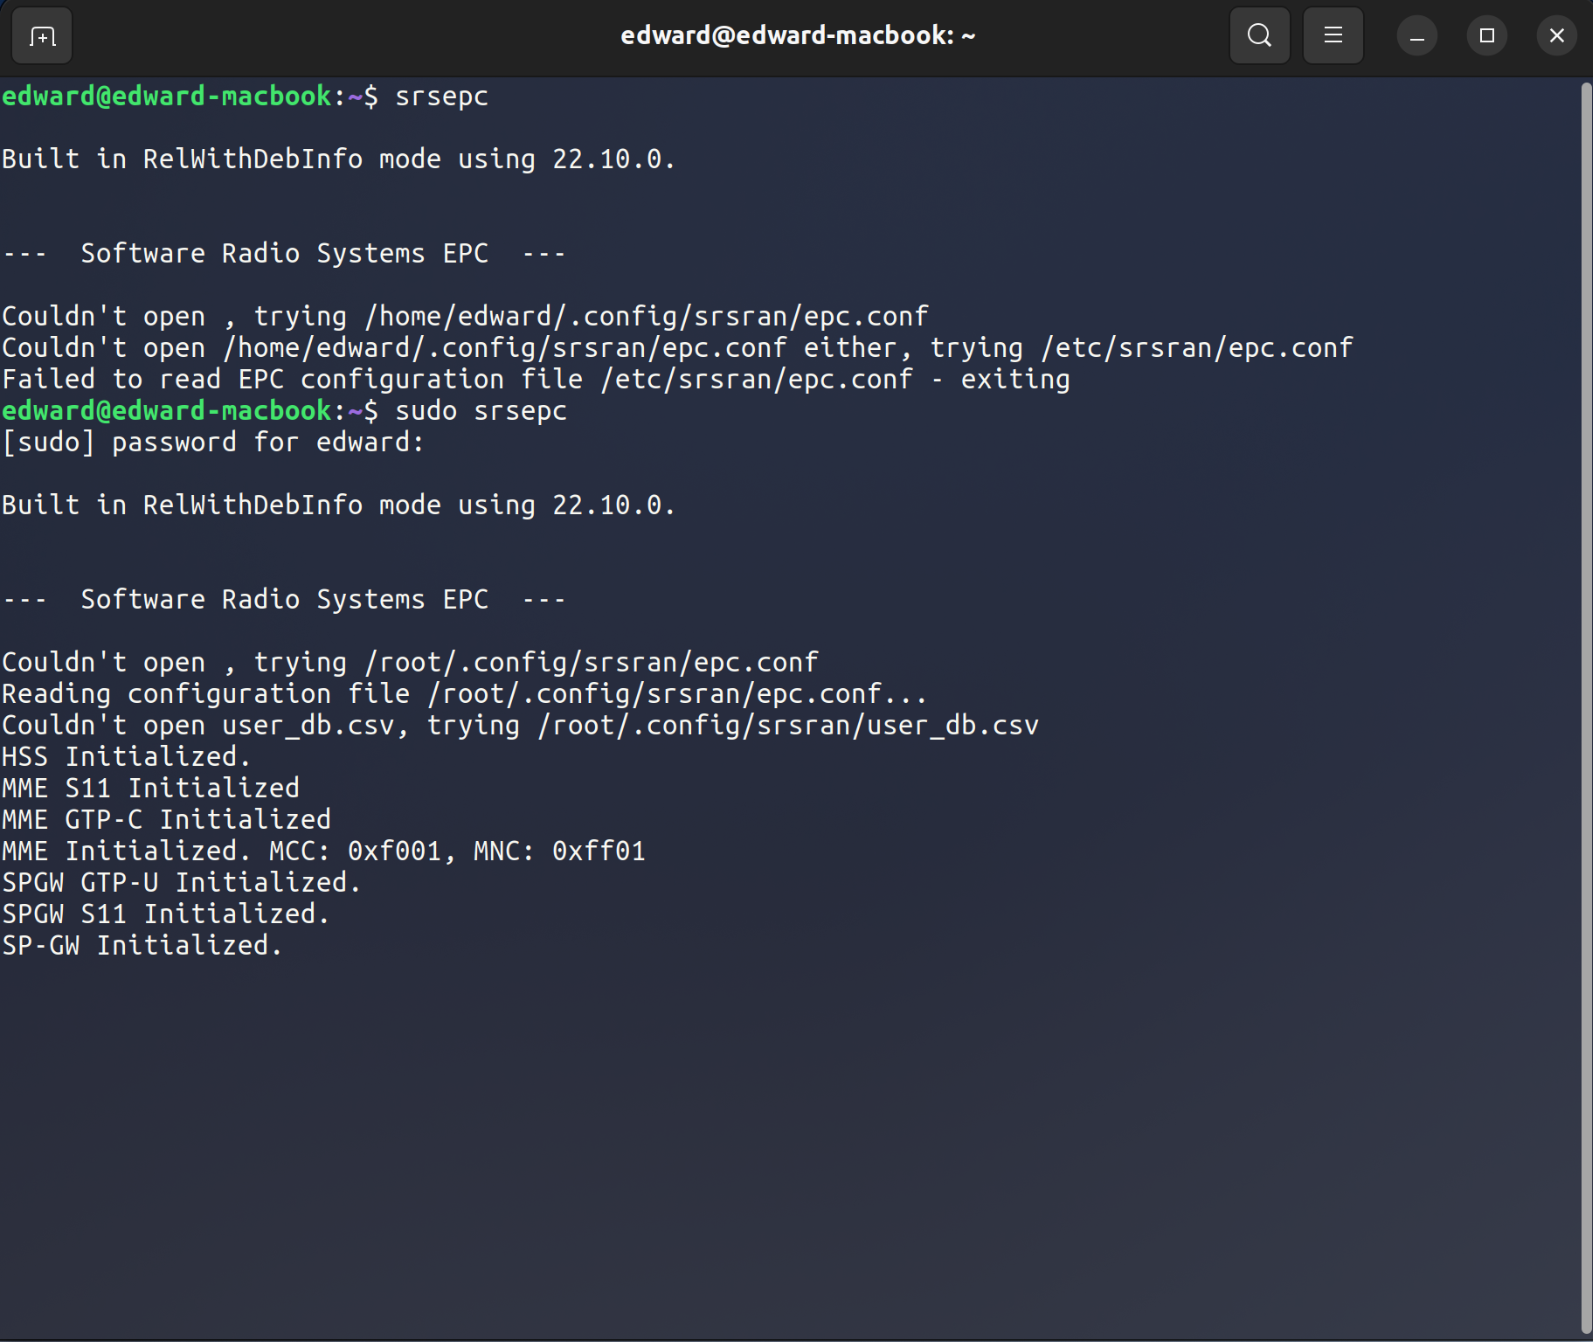 edward@edward-macbook: ~
edward@edward-macbook:~$ srsepc
Built in RelWithDebInfo mode using 22.10.0.
---  Software Radio Systems EPC  ---
Couldn't open , trying /home/edward/.config/srsran/epc.conf
Couldn't open /home/edward/.config/srsran/epc.conf either, trying /etc/srsran/epc.conf
Failed to read EPC configuration file /etc/srsran/epc.conf - exiting
edward@edward-macbook:~$ sudo srsepc
[sudo] password for edward:
Built in RelWithDebInfo mode using 22.10.0.
---  Software Radio Systems EPC  ---
Couldn't open , trying /root/.config/srsran/epc.conf
Reading configuration file /root/.config/srsran/epc.conf...
Couldn't open user_db.csv, trying /root/.config/srsran/user_db.csv
HSS Initialized.
MME S11 Initialized
MME GTP-C Initialized
MME Initialized. MCC: 0xf001, MNC: 0xff01
SPGW GTP-U Initialized.
SPGW S11 Initialized.
SP-GW Initialized.